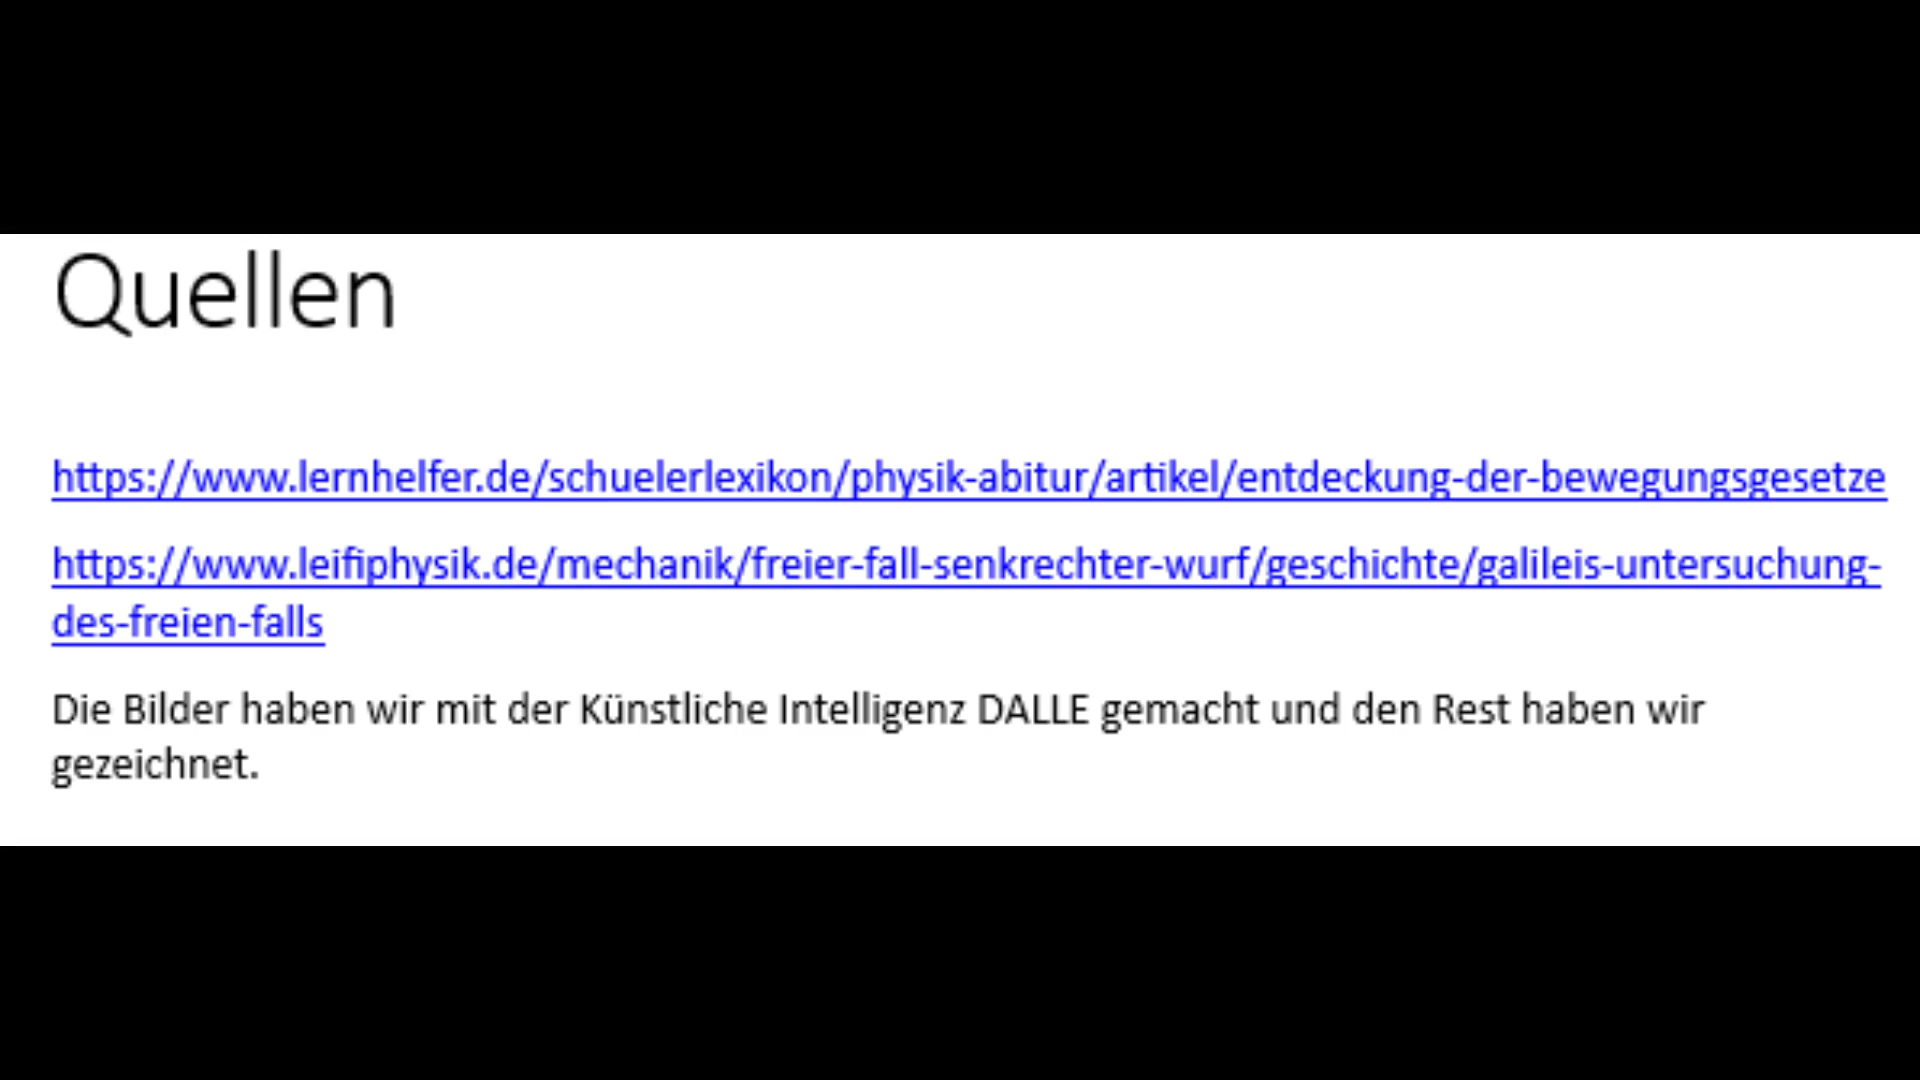 Quellen
https://www.lernhelfer.de/schuelerlexikon/physik-abitur/artikel/entdeckung-der-bewegungsgesetze
https://www.leifiphysik.de/mechanik/freier-fall-senkrechter-wurf/geschichte/galileis-untersuchung-
des-freien-falls
Die Bilder haben wir mit der Künstliche Intelligenz DALLE gemacht und den Rest haben wir
gezeichnet.